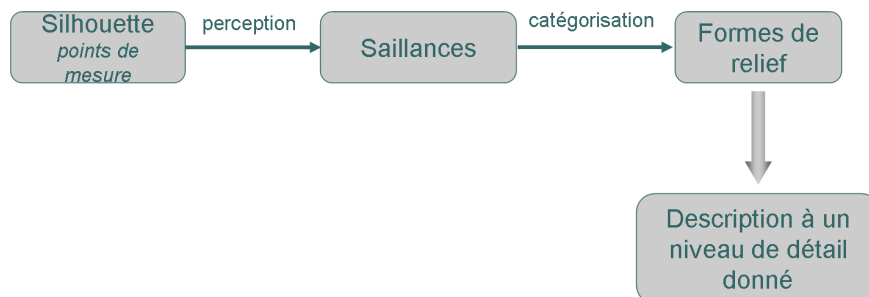 Silhouette
points de
mesure
perception
Saillances
catégorisation
Formes de
relief
Description à un
niveau de détail
donné